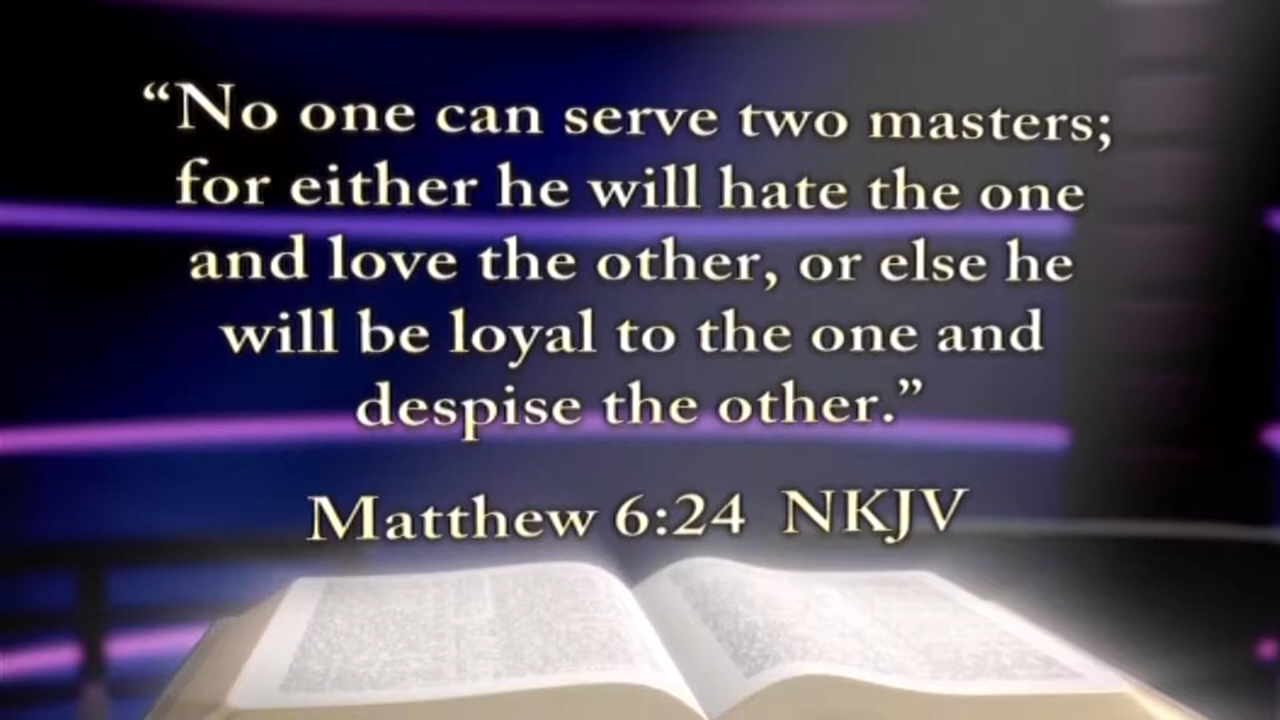 “No one can serve two masters;
for either he will hate the one
and love the other, or else he
will be loyal to the one and
despise the other.”
Matthew 6:24 NKJV